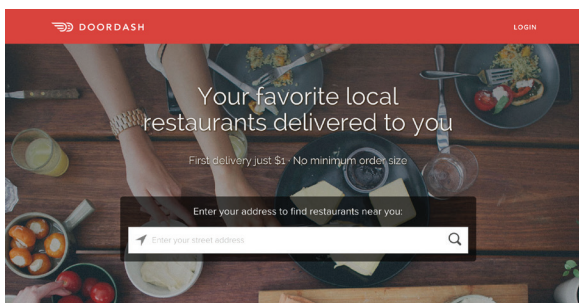 DOORDASH
LOGIN
Your favorite local
restaurants delivered to you
First delivery just $1 · No minimum order size
Enter your address to find restaurants near you:
Enter your street address